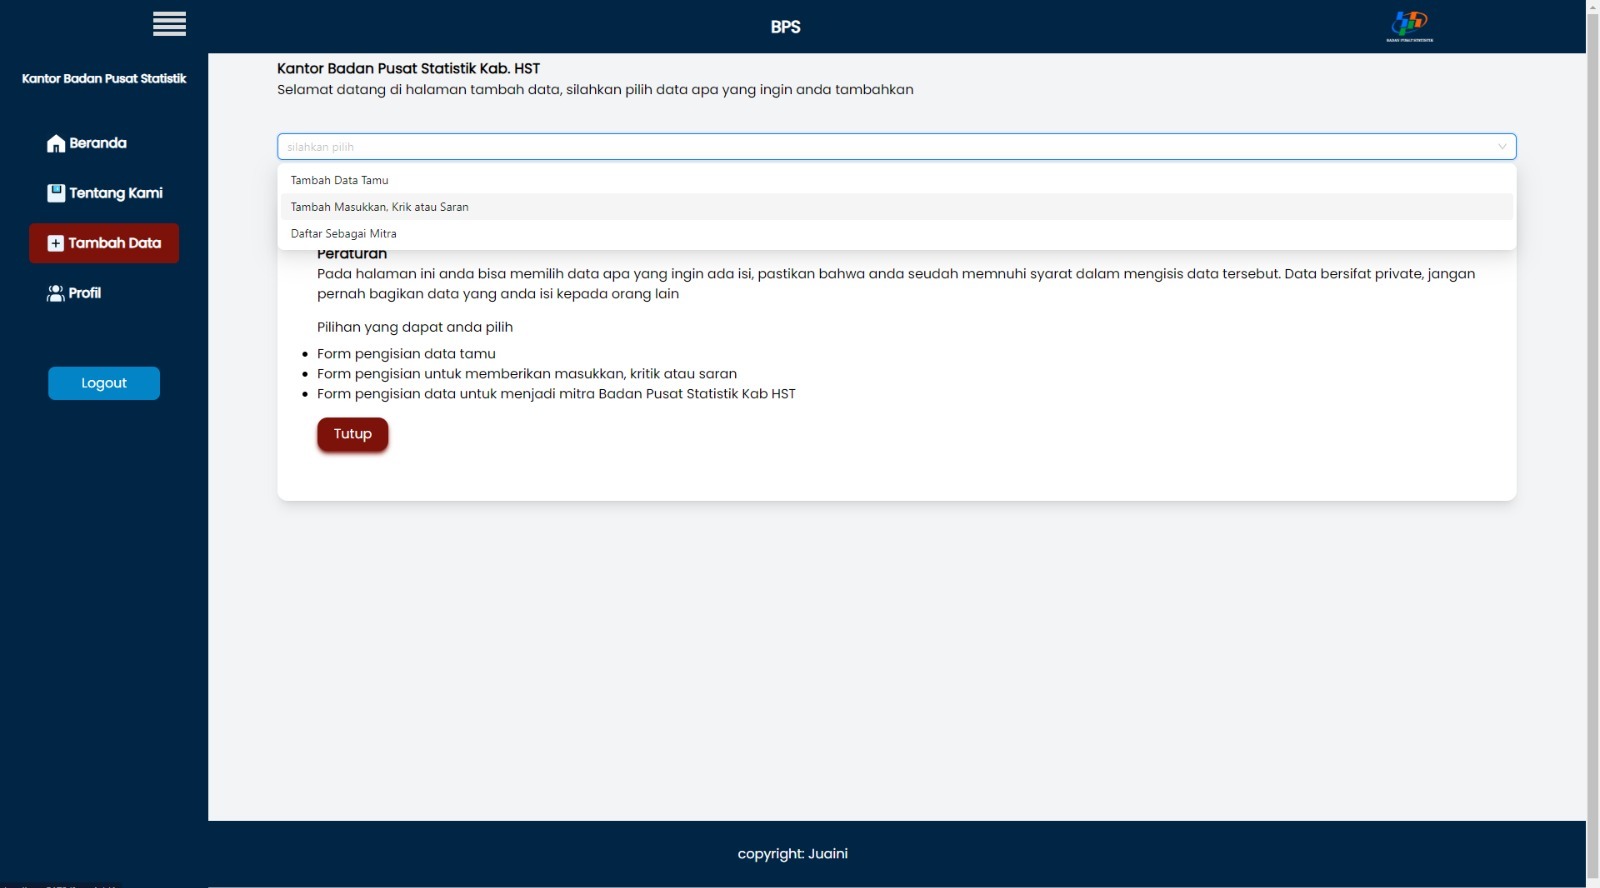 BPS
BADAN PUSAT STATISTIK
Kantor Badan Pusat Statistik
Beranda
Tentang Kami
Tambah Data
Profil
Logout
Kantor Badan Pusat Statistik Kab. HST
Selamat datang di halaman tambah data, silahkan pilih data apa yang ingin anda tambahkan
silahkan pilih
Tambah Data Tamu
Tambah Masukkan, Krik atau Saran
Daftar Sebagai Mitra
Peraturan
Pada halaman ini anda bisa memilih data apa yang ingin ada isi, pastikan bahwa anda seudah memnuhi syarat dalam mengisis data tersebut. Data bersifat private, jangan
pernah bagikan data yang anda isi kepada orang lain
Pilihan yang dapat anda pilih
Form pengisian data tamu
Form pengisian untuk memberikan masukkan, kritik atau saran
Form pengisian data untuk menjadi mitra Badan Pusat Statistik Kab HST
Tutup
copyright: Juaini